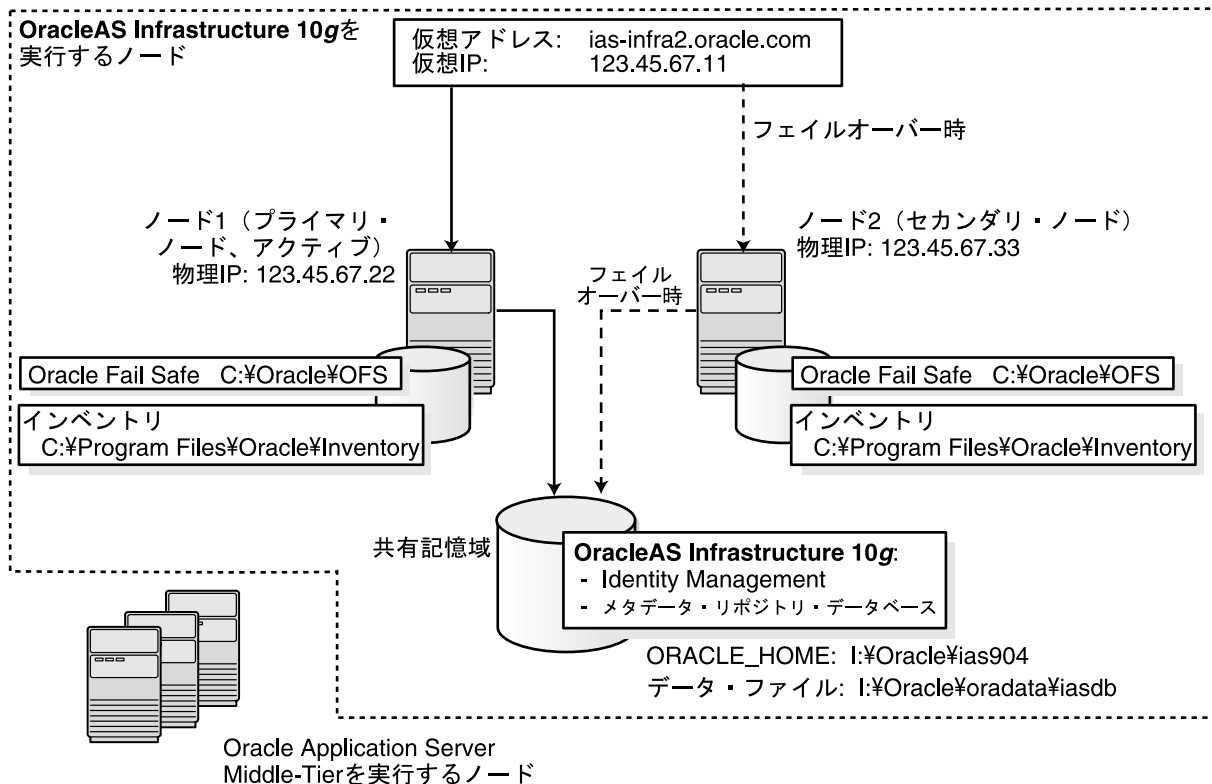 OracleAS Infrastructure 10gを
実行するノード
仮想アドレス: ias-infra2.oracle.com
仮想IP: 123.45.67.11
フェイルオーバー時
ノード1（プライマリ・
ノード、アクティブ）
物理IP: 123.45.67.22
ノード2（セカンダリ・ノード）
物理IP: 123.45.67.33
フェイル
オーバー時
Oracle Fail Safe C:¥Oracle¥OFS
インベントリ
C:¥Program Files¥Oracle¥Inventory
Oracle Fail Safe C:¥Oracle¥OFS
インベントリ
C:¥Program Files¥Oracle¥Inventory
共有記憶域
OracleAS Infrastructure 10g:
- Identity Management
- メタデータ・リポジトリ・データベース
ORACLE_HOME: I:¥Oracle¥ias904
データ・ファイル: I:¥Oracle¥oradata¥iasdb
Oracle Application Server
Middle-Tierを実行するノード